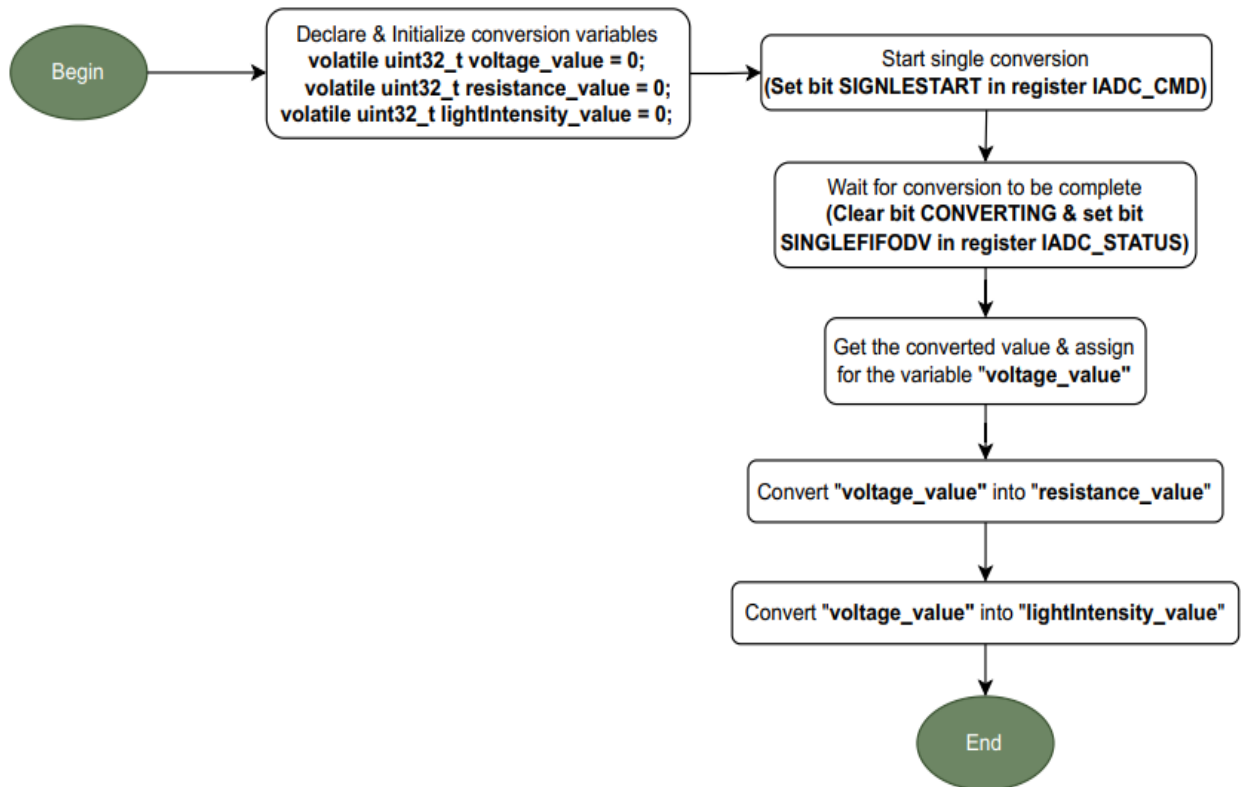 Begin
Declare & Initialize conversion variables
volatile uint32_t voltage_value = 0;
volatile uint32_t resistance_value = 0;
volatile uint32_t lightIntensity_value = 0;
Start single conversion
(Set bit SIGNLESTART in register IADC_CMD)
Wait for conversion to be complete
(Clear bit CONVERTING & set bit
SINGLEFIFODV in register IADC_STATUS)
Get the converted value & assign
for the variable "voltage_value"
Convert "voltage_value" into "resistance_value"
Convert "voltage_value" into "lightIntensity_value"
End